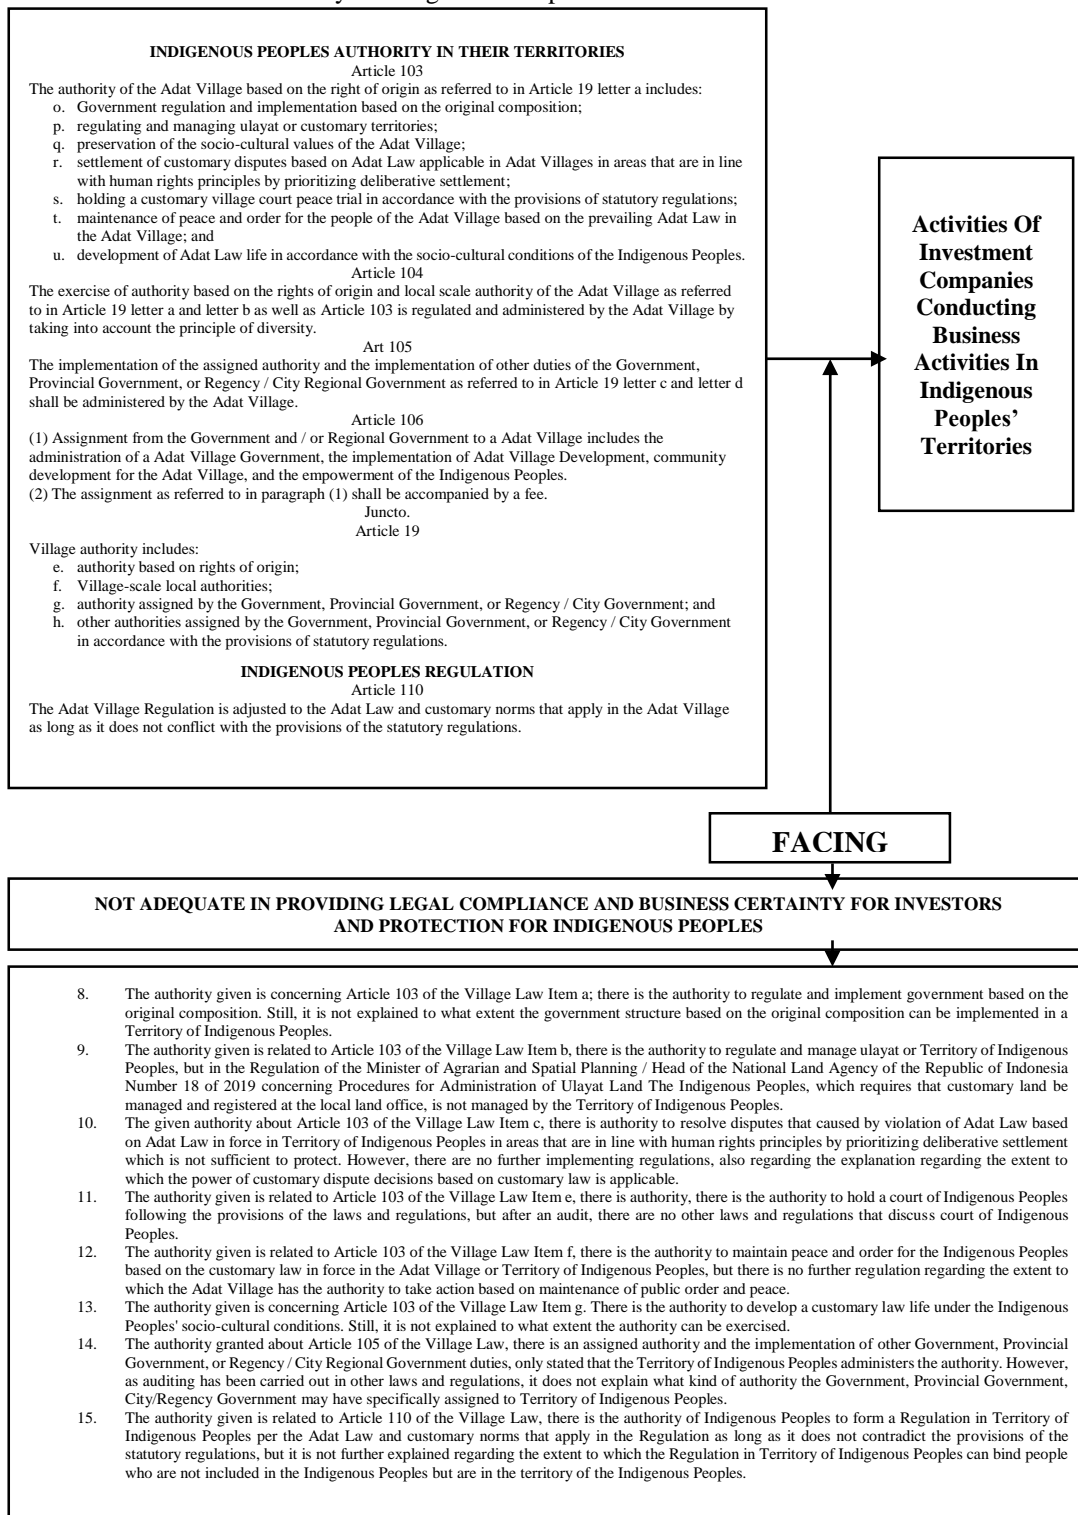 INDIGENOUS PEOPLES AUTHORITY IN THEIR TERRITORIES
Article 103
The authority of the Adat Village based on the right of origin as referred to in Article 19 letter a includes:
o. Government regulation and implementation based on the original composition;
p. regulating and managing ulayat or customary territories;
q. preservation of the socio-cultural values of the Adat Village;
r. settlement of customary disputes based on Adat Law applicable in Adat Villages in areas that are in line
with human rights principles by prioritizing deliberative settlement;
s. holding a customary village court peace trial in accordance with the provisions of statutory regulations;
t. maintenance of peace and order for the people of the Adat Village based on the prevailing Adat Law in
the Adat Village; and
u. development of Adat Law life in accordance with the socio-cultural conditions of the Indigenous Peoples.
Article 104
The exercise of authority based on the rights of origin and local scale authority of the Adat Village as referred
to in Article 19 letter a and letter b as well as Article 103 is regulated and administered by the Adat Village by
taking into account the principle of diversity.
Art 105
The implementation of the assigned authority and the implementation of other duties of the Government,
Provincial Government, or Regency / City Regional Government as referred to in Article 19 letter c and letter d
shall be administered by the Adat Village.
Article 106
(1) Assignment from the Government and / or Regional Government to a Adat Village includes the
administration of a Adat Village Government, the implementation of Adat Village Development, community
development for the Adat Village, and the empowerment of the Indigenous Peoples.
(2) The assignment as referred to in paragraph (1) shall be accompanied by a fee.
Juncto.
Article 19
Village authority includes:
e. authority based on rights of origin;
f. Village-scale local authorities;
g. authority assigned by the Government, Provincial Government, or Regency / City Government; and
h. other authorities assigned by the Government, Provincial Government, or Regency / City Government
in accordance with the provisions of statutory regulations.
INDIGENOUS PEOPLES REGULATION
Article 110
The Adat Village Regulation is adjusted to the Adat Law and customary norms that apply in the Adat Village
as long as it does not conflict with the provisions of the statutory regulations.
Activities Of
Investment
Companies
Conducting
Business
Activities In
Indigenous
Peoples'
Territories
FACING
NOT ADEQUATE IN PROVIDING LEGAL COMPLIANCE AND BUSINESS CERTAINTY FOR INVESTORS
AND PROTECTION FOR INDIGENOUS PEOPLES
8. The authority given is concerning Article 103 of the Village Law Item a; there is the authority to regulate and implement government based on the
original composition. Still, it is not explained to what extent the government structure based on the original composition can be implemented in a
Territory of Indigenous Peoples.
9. The authority given is related to Article 103 of the Village Law Item b, there is the authority to regulate and manage ulayat or Territory of Indigenous
Peoples, but in the Regulation of the Minister of Agrarian and Spatial Planning / Head of the National Land Agency of the Republic of Indonesia
Number 18 of 2019 concerning Procedures for Administration of Ulayat Land The Indigenous Peoples, which requires that customary land be
managed and registered at the local land office, is not managed by the Territory of Indigenous Peoples.
10. The given authority about Article 103 of the Village Law Item c, there is authority to resolve disputes that caused by violation of Adat Law based
on Adat Law in force in Territory of Indigenous Peoples in areas that are in line with human rights principles by prioritizing deliberative settlement
which is not sufficient to protect. However, there are no further implementing regulations, also regarding the explanation regarding the extent to
which the power of customary dispute decisions based on customary law is applicable.
11. The authority given is related to Article 103 of the Village Law Item e, there is authority, there is the authority to hold a court of Indigenous Peoples
following the provisions of the laws and regulations, but after an audit, there are no other laws and regulations that discuss court of Indigenous
Peoples.
12. The authority given is related to Article 103 of the Village Law Item f, there is the authority to maintain peace and order for the Indigenous Peoples
based on the customary law in force in the Adat Village or Territory of Indigenous Peoples, but there is no further regulation regarding the extent to
which the Adat Village has the authority to take action based on maintenance of public order and peace.
13. The authority given is concerning Article 103 of the Village Law Item g. There is the authority to develop a customary law life under the Indigenous
Peoples' socio-cultural conditions. Still, it is not explained to what extent the authority can be exercised.
14. The authority granted about Article 105 of the Village Law, there is an assigned authority and the implementation of other Government, Provincial
Government, or Regency / City Regional Government duties, only stated that the Territory of Indigenous Peoples administers the authority. However,
as auditing has been carried out in other laws and regulations, it does not explain what kind of authority the Government, Provincial Government,
City/Regency Government may have specifically assigned to Territory of Indigenous Peoples.
15. The authority given is related to Article 110 of the Village Law, there is the authority of Indigenous Peoples to form a Regulation in Territory of
Indigenous Peoples per the Adat Law and customary norms that apply in the Regulation as long as it does not contradict the provisions of the
statutory regulations, but it is not further explained regarding the extent to which the Regulation in Territory of Indigenous Peoples can bind people
who are not included in the Indigenous Peoples but are in the territory of the Indigenous Peoples.